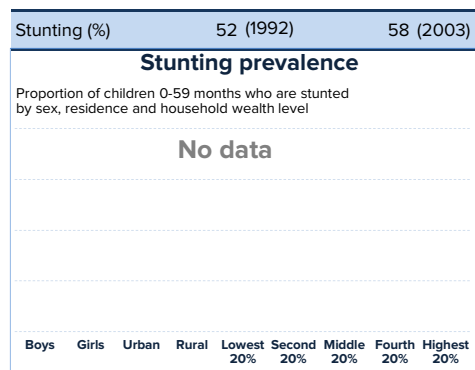 Stunting (%) 52 (1992) 58 (2003)
Stunting prevalence
Proportion of children 0-59 months who are stunted
by sex, residence and household wealth level
No data
Boys Girls Urban Rural Lowest Second Middle Fourth Highest
20% 20% 20% 20% 20%